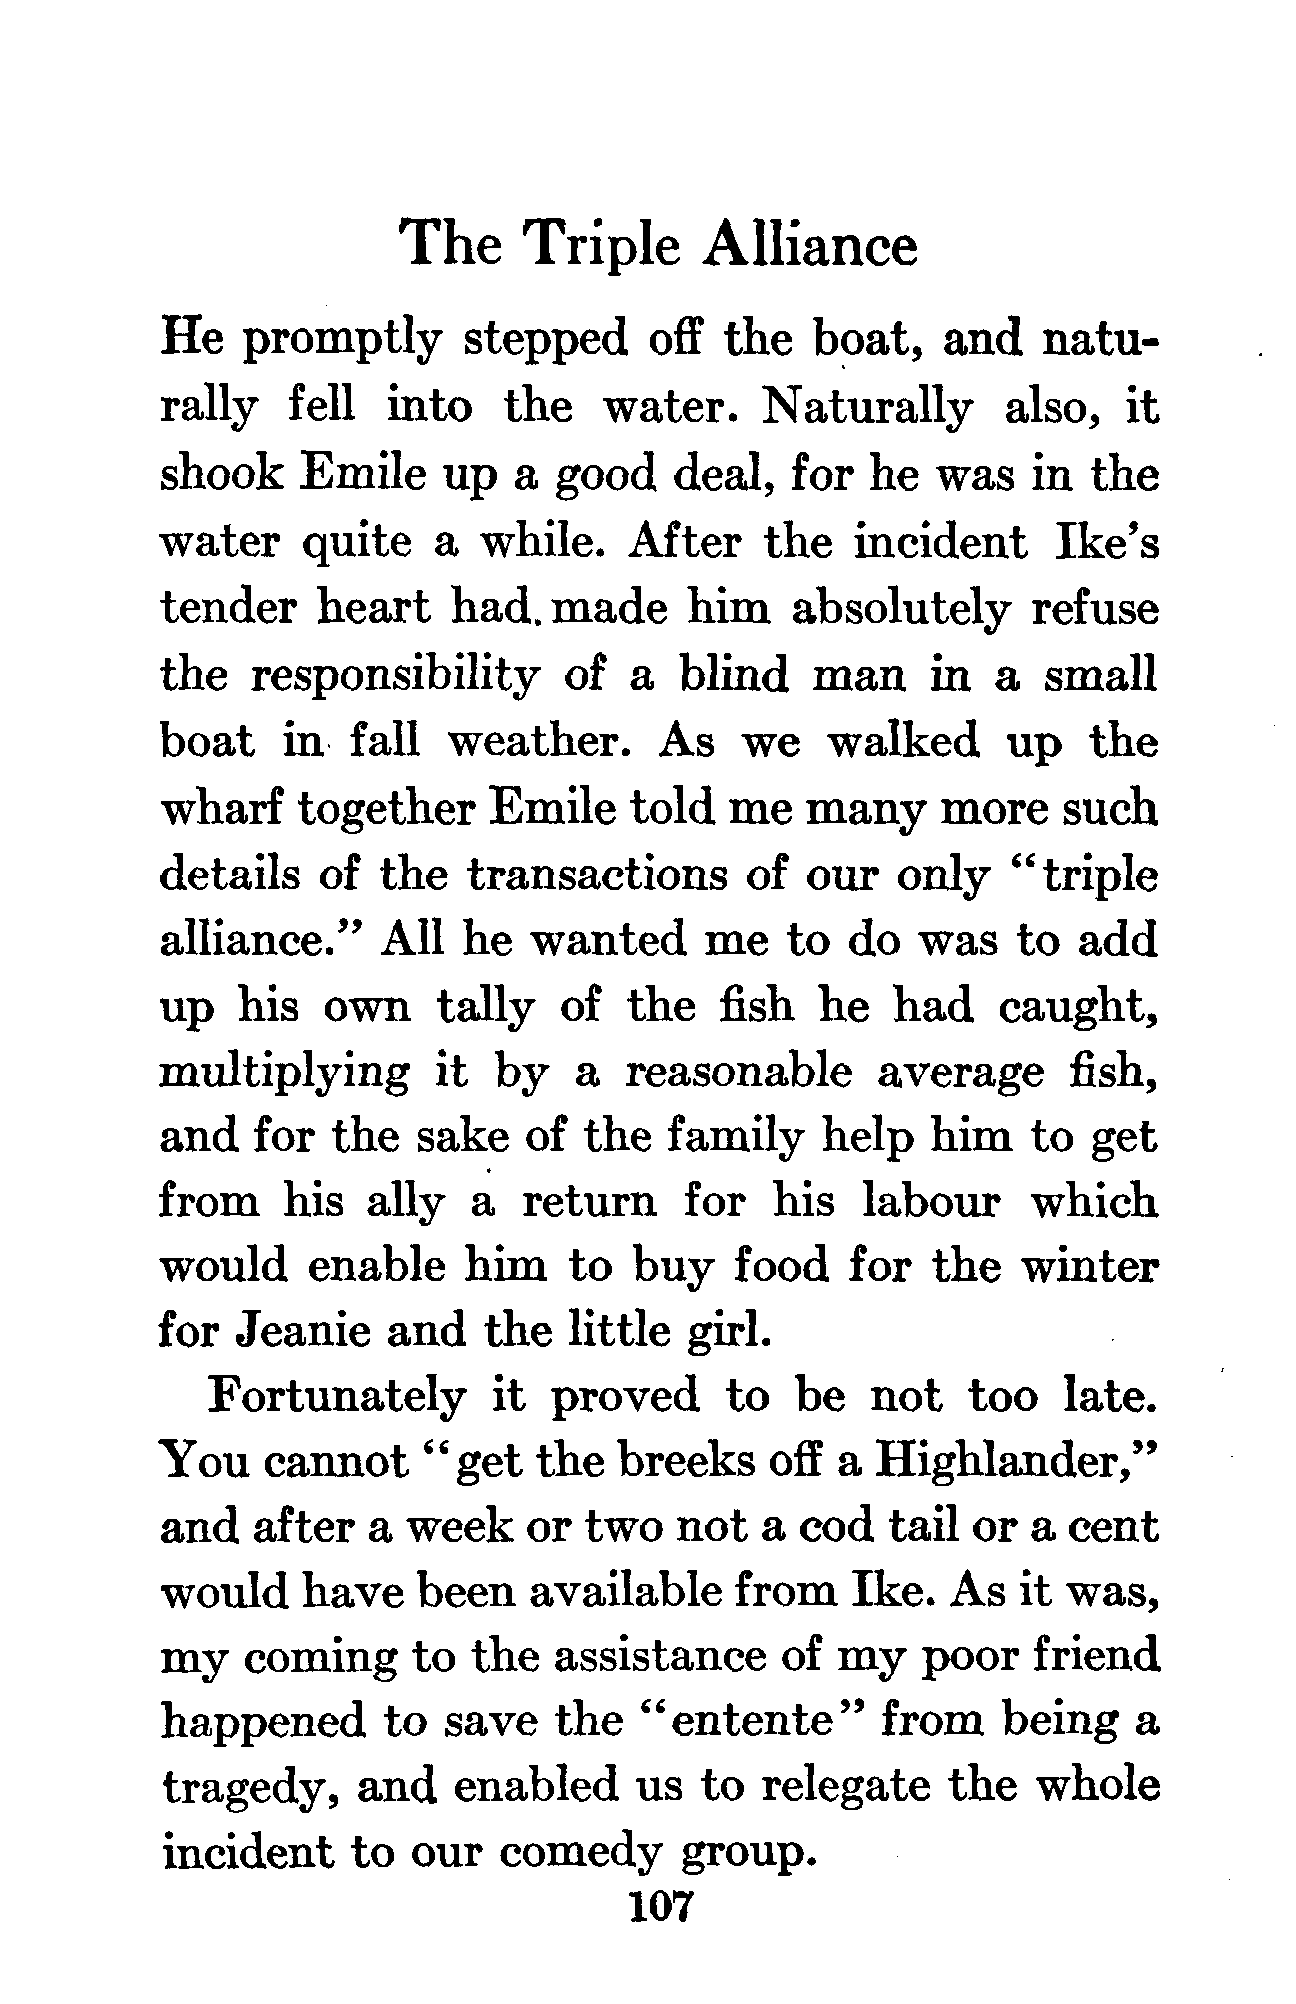 The Triple Alliance
He promptly stepped off the boat, and natu-
rally fell into the water. Naturally also, it
shook Emile up a good deal, for he was in the
water quite a while. After the incident Ike's
tender heart had. made him absolutely refuse
the responsibility of a blind man in a small
boat in fall weather. As we walked up the
wharf together Emile told me many more such
details of the transactions of our only "triple
alliance." All he wanted me to do was to add
up his own tally of the fish he had caught,
multiplying it by a reasonable average fish,
and for the sake of the family help him to get
from his ally a return for his labour which
would enable him to buy food for the winter
for Jeanie and the little girl.
Fortunately it proved to be not too late.
You cannot "get the breeks off a Highlander,"
and after a week or two not a cod tail or a cent
would have been available from Ike. As it was,
my coming to the assistance of my poor friend
happened to save the "entente" from being a
tragedy, and enabled us to relegate the whole
incident to our comedy group.
107